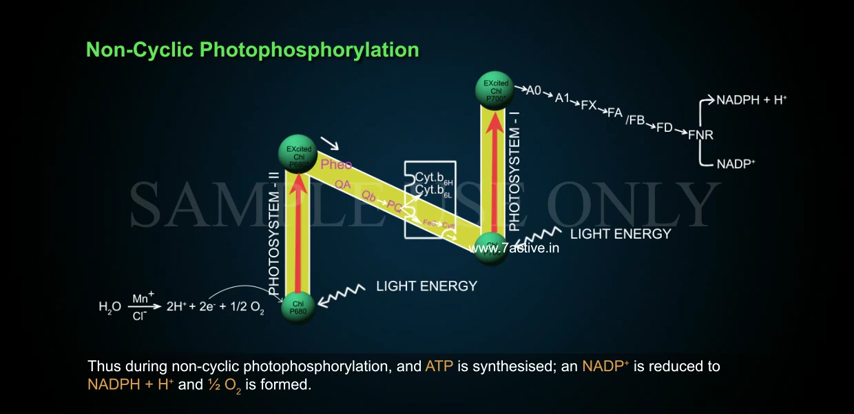 Non-Cyclic Photophosphorylation
EXcited
Chl
P700*
A0
A1
FX
FA
/FB
FD
FNR
NADPH + H⁺
NADP⁺
PHOTOSYSTEM - I
EXcited
Chl
Pheo
QA
Qb
PQ
Cyt.b6H
Cyt.b6L
PHOTOSYSTEM - II
SAMPLE USE ONLY
LIGHT ENERGY
www.7active.in
LIGHT ENERGY
Chl
P680
H₂O
Mn⁺
Cl⁻
2H⁺ + 2e⁻ + 1/2 O₂
Thus during non-cyclic photophosphorylation, and ATP is synthesised; an NADP⁺ is reduced to
NADPH + H⁺ and ½ O₂ is formed.